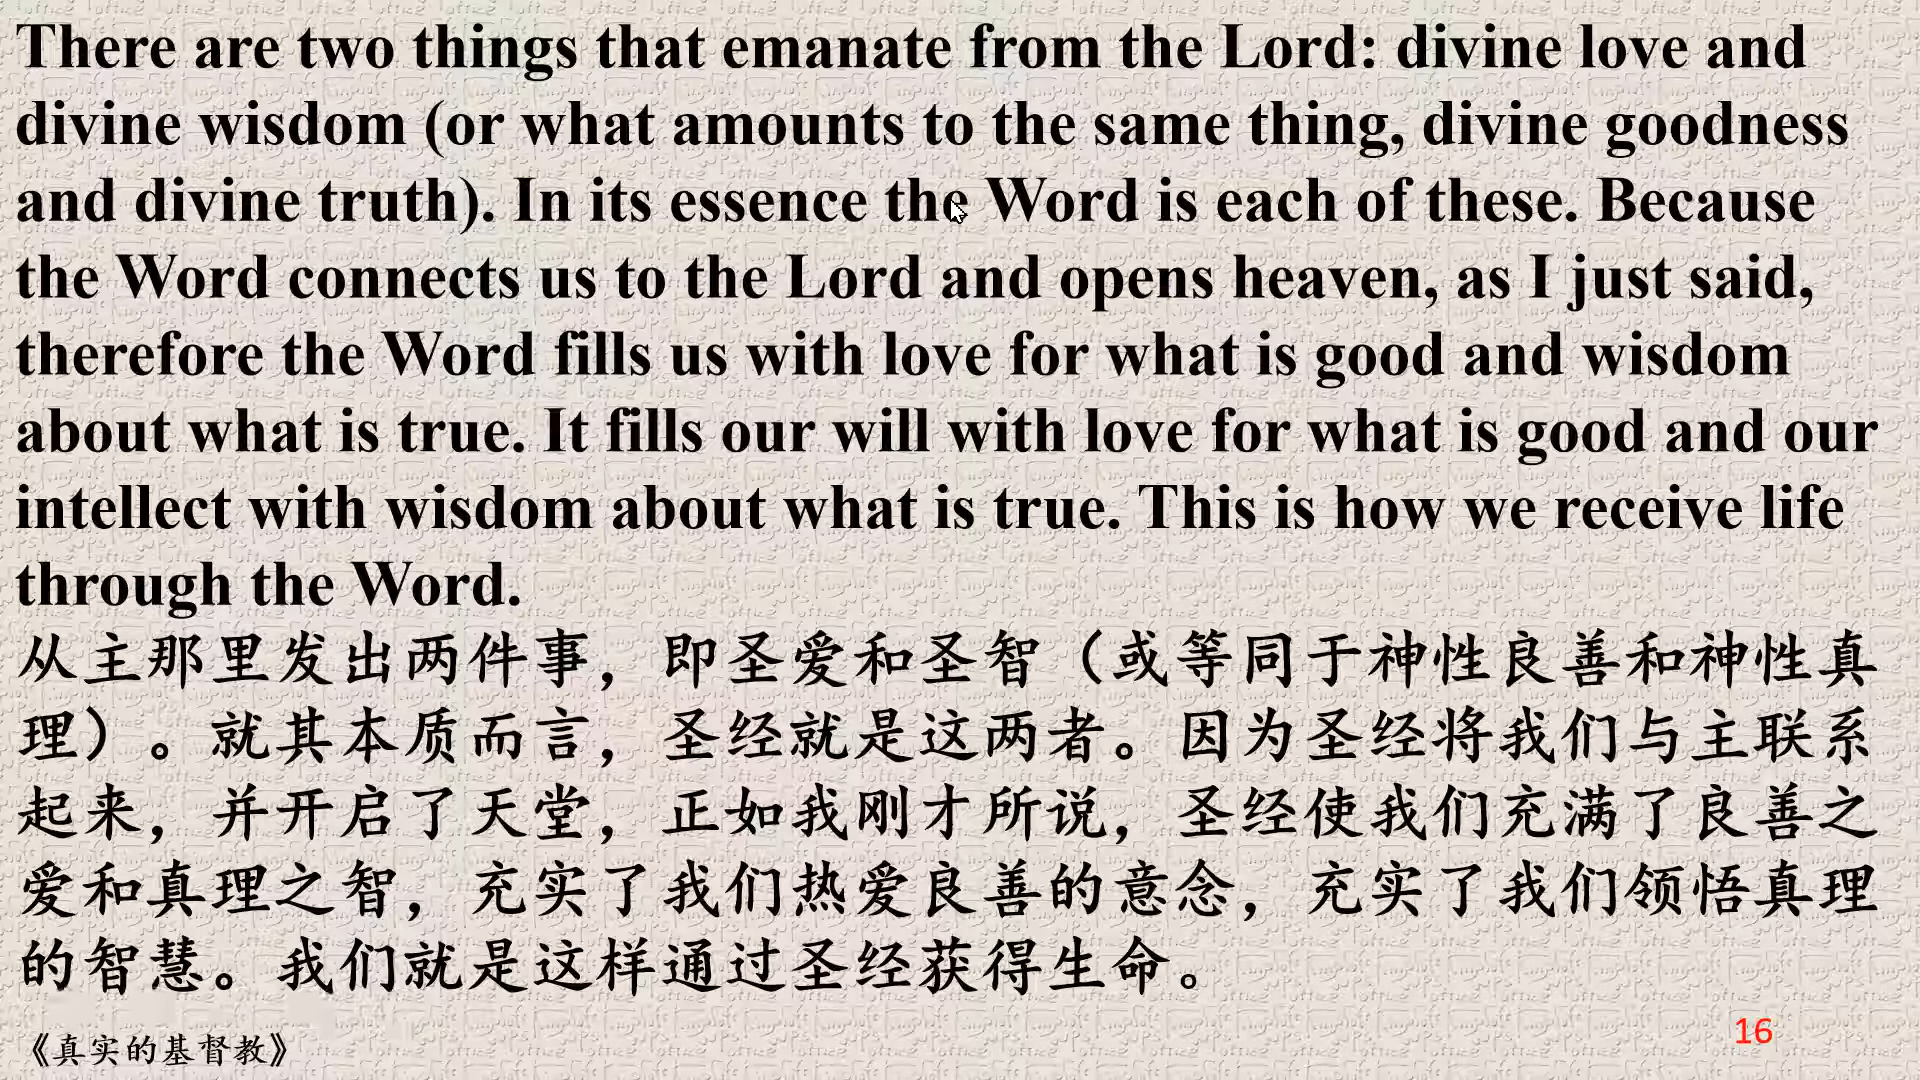 There are two things that emanate from the Lord: divine love and
divine wisdom (or what amounts to the same thing, divine goodness
and divine truth). In its essence the Word is each of these. Because
the Word connects us to the Lord and opens heaven, as I just said,
therefore the Word fills us with love for what is good and wisdom
about what is true. It fills our will with love for what is good and our
intellect with wisdom about what is true. This is how we receive life
through the Word.
从主那里发出两件事，即圣爱和圣智（或等同于神性良善和神性真
理）。就其本质而言，圣经就是这两者。因为圣经将我们与主联系
起来，并开启了天堂，正如我刚才所说，圣经使我们充满了良善之
爱和真理之智，充实了我们热爱良善的意念，充实了我们领悟真理
的智慧。我们就是这样通过圣经获得生命。
《真实的基督教》
16